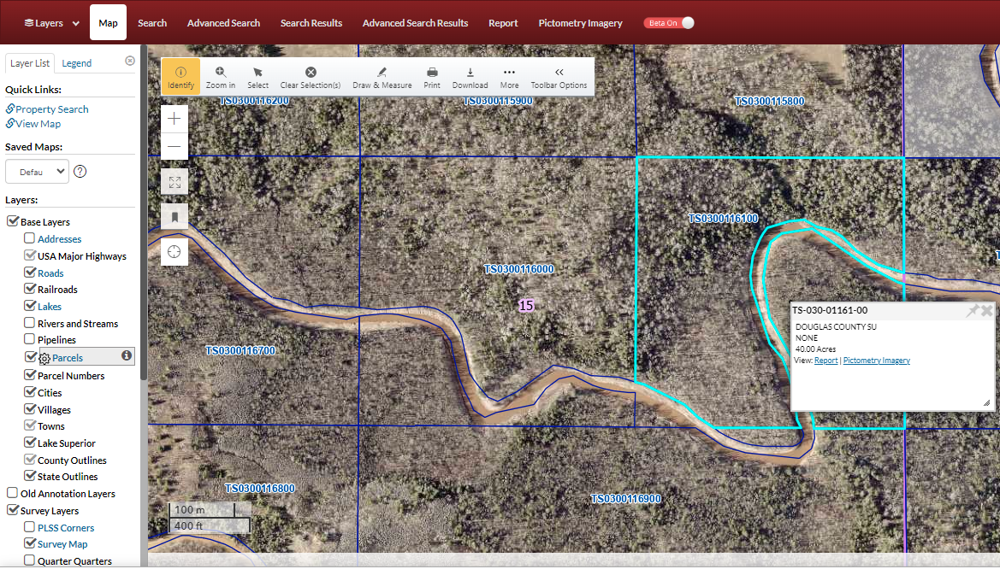 Layers
Map
Search
Advanced Search
Search Results
Advanced Search Results
Report
Pictometry Imagery
Beta On
Layer List
Legend
Quick Links:
Property Search
View Map
Saved Maps:
Defau
?
Layers:
Base Layers
Addresses
USA Major Highways
Roads
Railroads
Lakes
Rivers and Streams
Pipelines
Parcels
Parcel Numbers
Cities
Villages
Towns
Lake Superior
County Outlines
State Outlines
Old Annotation Layers
Survey Layers
PLSS Corners
Survey Map
Quarter Quarters
Identify
Zoom in
Select
Clear Selection(s)
Draw & Measure
Print
Download
More
Toolbar Options
TS0300116200
TS0300115900
TS0300115800
TS0300116100
TS0300116000
15
TS0300116700
TS-030-01161-00
DOUGLAS COUNTY SU
NONE
40.00 Acres
View: Report | Pictometry Imagery
TS0300116800
TS0300116900
100 m
400 ft